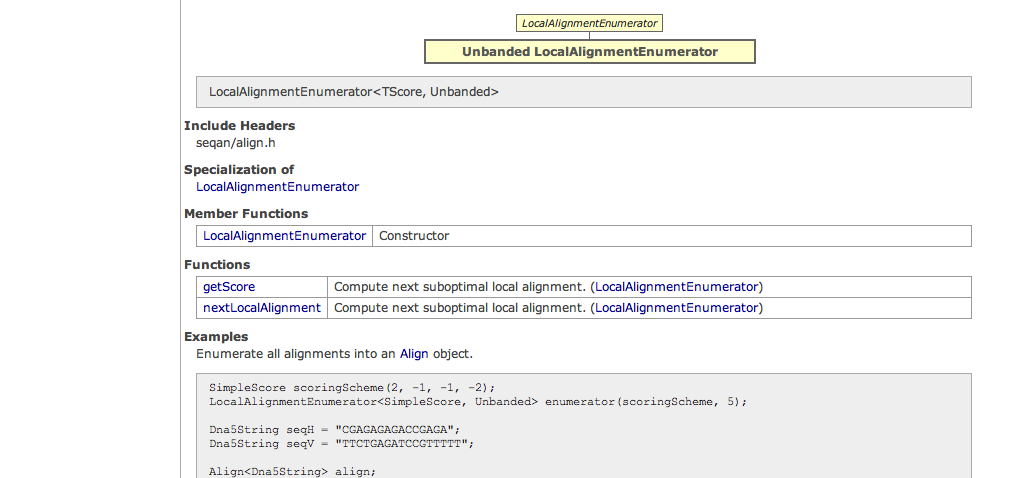 LocalAlignmentEnumerator
Unbanded LocalAlignmentEnumerator
LocalAlignmentEnumerator<TScore, Unbanded>
Include Headers
seqan/align.h
Specialization of
LocalAlignmentEnumerator
Member Functions
LocalAlignmentEnumerator Constructor
Functions
getScore Compute next suboptimal local alignment. (LocalAlignmentEnumerator)
nextLocalAlignment Compute next suboptimal local alignment. (LocalAlignmentEnumerator)
Examples
Enumerate all alignments into an Align object.
SimpleScore scoringScheme(2, -1, -1, -2);
LocalAlignmentEnumerator<SimpleScore, Unbanded> enumerator(scoringScheme, 5);
Dna5String seqH = "CGAGAGAGACCGAGA";
Dna5String seqV = "TTCTGAGATCCGTTTTT";
Align<Dna5String> align;